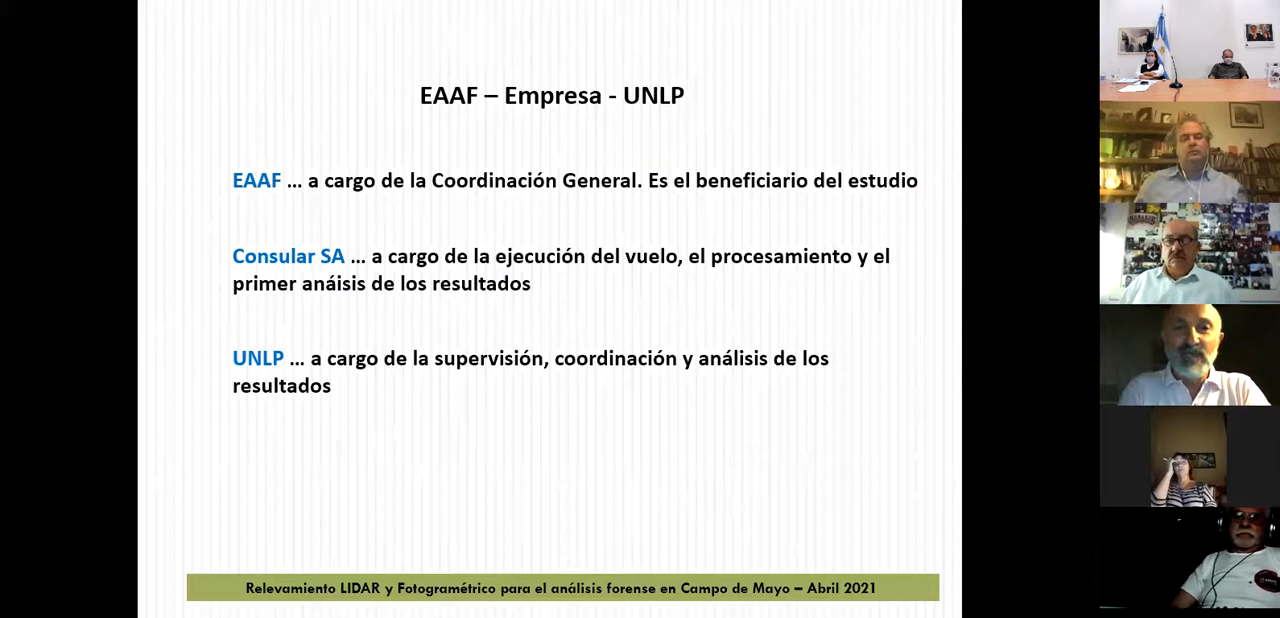 EAAF – Empresa - UNLP
EAAF ... a cargo de la Coordinación General. Es el beneficiario del estudio
Consular SA ... a cargo de la ejecución del vuelo, el procesamiento y el
primer anáisis de los resultados
UNLP ... a cargo de la supervisión, coordinación y análisis de los
resultados
Relevamiento LIDAR y Fotogramétrico para el análisis forense en Campo de Mayo – Abril 2021